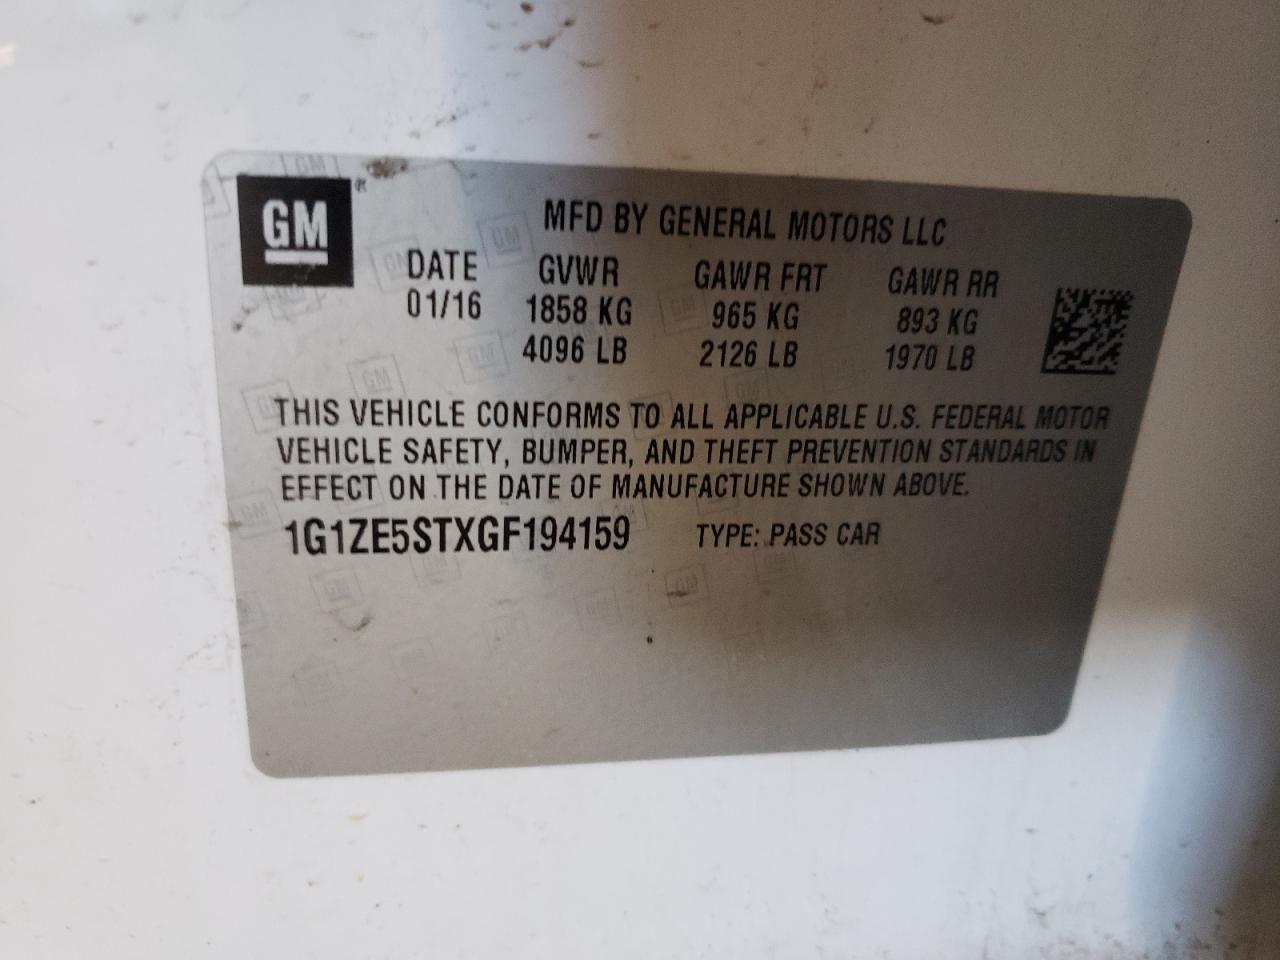 GM
MFD BY GENERAL MOTORS LLC
DATE GVWR GAWR FRT GAWR RR
01/16 1858 KG 965 KG 893 KG
4096 LB 2126 LB 1970 LB
THIS VEHICLE CONFORMS TO ALL APPLICABLE U.S. FEDERAL MOTOR
VEHICLE SAFETY, BUMPER, AND THEFT PREVENTION STANDARDS IN
EFFECT ON THE DATE OF MANUFACTURE SHOWN ABOVE.
1G1ZE5STXGF194159 TYPE: PASS CAR